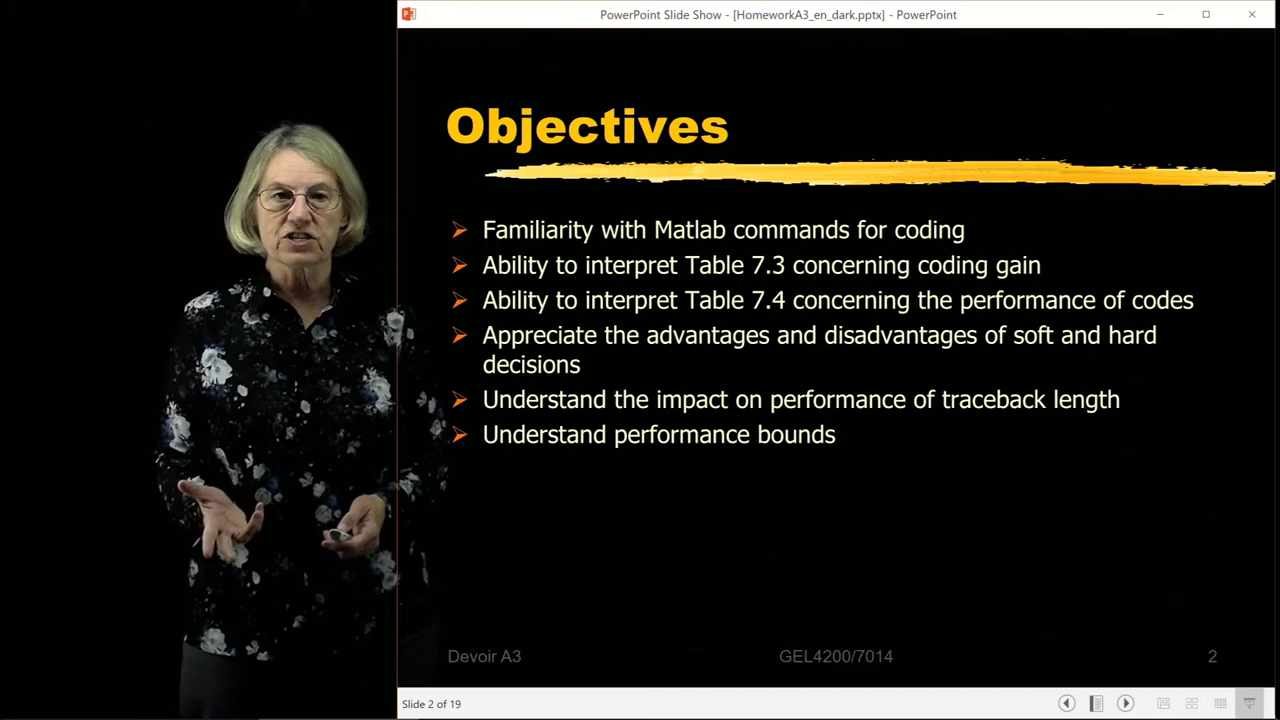 PowerPoint Slide Show - [HomeworkA3_en_dark.pptx] - PowerPoint
Objectives
Familiarity with Matlab commands for coding
Ability to interpret Table 7.3 concerning coding gain
Ability to interpret Table 7.4 concerning the performance of codes
Appreciate the advantages and disadvantages of soft and hard
decisions
Understand the impact on performance of traceback length
Understand performance bounds
Devoir A3
GEL4200/7014
2
Slide 2 of 19